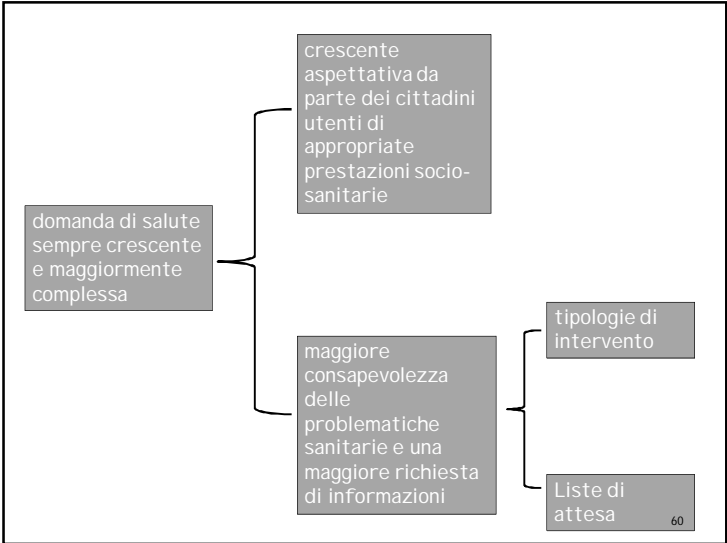 domanda di salute
sempre crescente
e maggiormente
complessa
crescente
aspettativa da
parte dei cittadini
utenti di
appropriate
prestazioni socio-
sanitarie
maggiore
consapevolezza
delle
problematiche
sanitarie e una
maggiore richiesta
di informazioni
tipologie di
intervento
Liste di
attesa
60